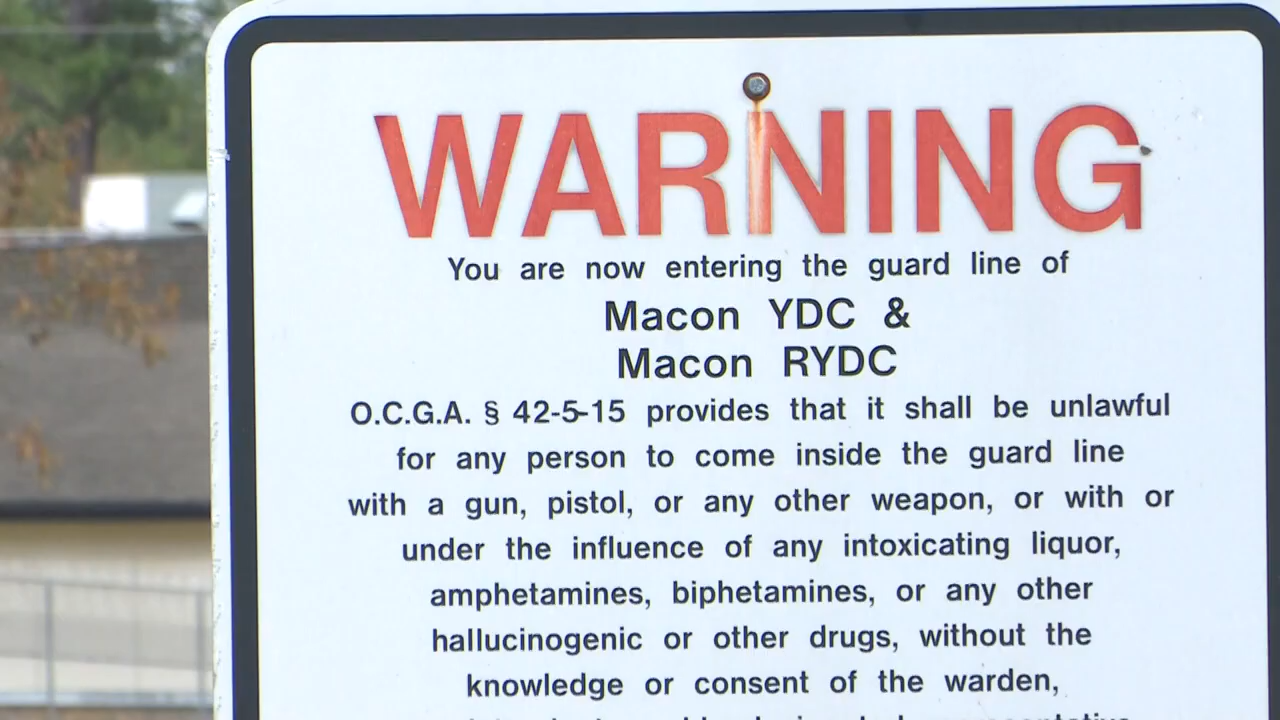 WARNING
You are now entering the guard line of
Macon YDC &
Macon RYDC
O.C.G.A. § 42-5-15 provides that it shall be unlawful
for any person to come inside the guard line
with a gun, pistol, or any other weapon, or with or
under the influence of any intoxicating liquor,
amphetamines, biphetamines, or any other
hallucinogenic or other drugs, without the
knowledge or consent of the warden,